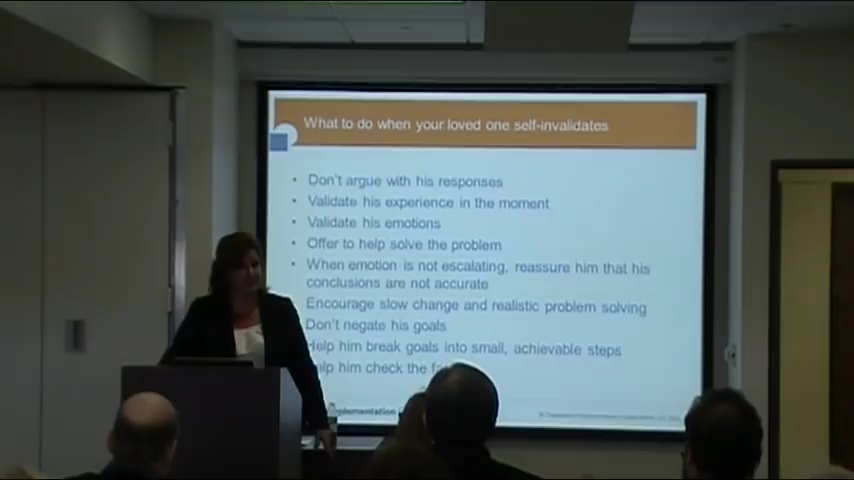 What to do when your loved one self-invalidates
• Don't argue with his responses
• Validate his experience in the moment
• Validate his emotions
• Offer to help solve the problem
• When emotion is not escalating, reassure him that his
conclusions are not accurate
Encourage slow change and realistic problem solving
Don't negate his goals
Help him break goals into small, achievable steps
him check the
Implementation